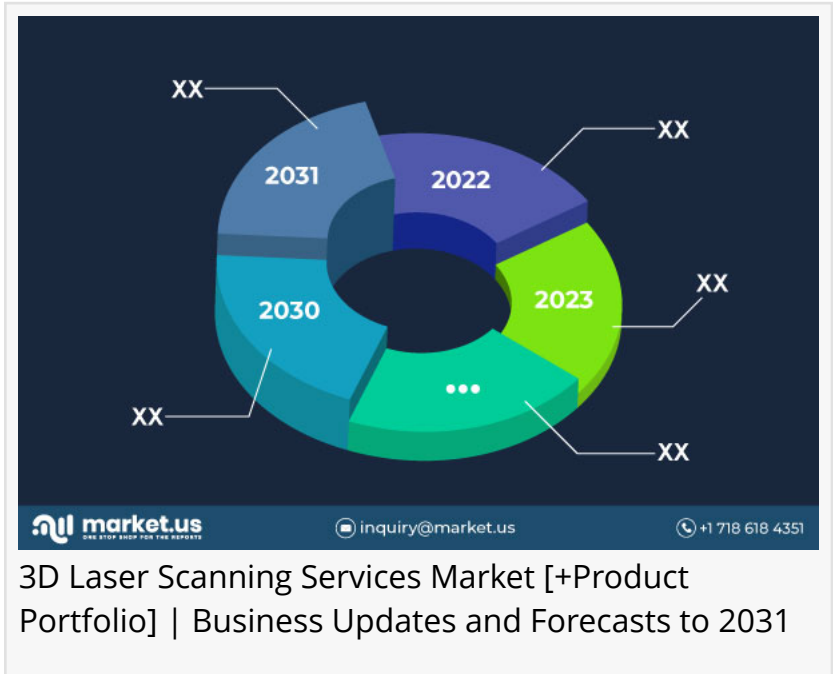 XX
2031
2022
XX
XX
2023
2030
•••
XX
XX
market.us
ONE STOP SHOP FOR THE REPORTS
inquiry@market.us
+1 718 618 4351
3D Laser Scanning Services Market [+Product
Portfolio] | Business Updates and Forecasts to 2031